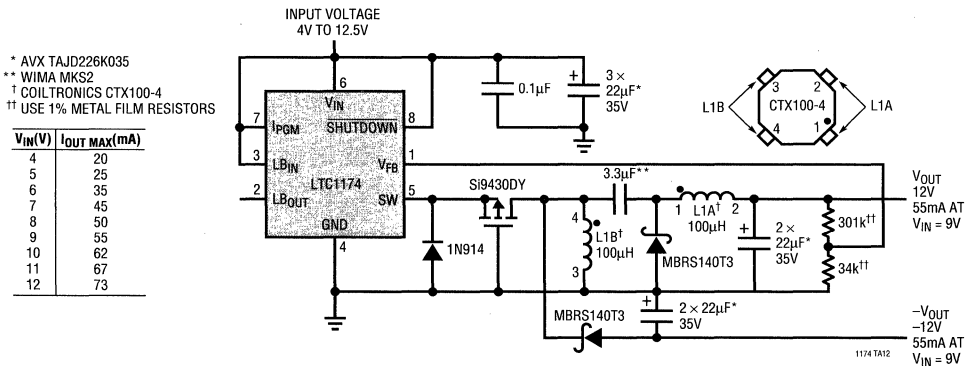 INPUT VOLTAGE
4V TO 12.5V
* AVX TAJD226K035
** WIMA MKS2
† COILTRONICS CTX100-4
†† USE 1% METAL FILM RESISTORS
VIN(V) IOUT MAX(mA)
4 20
5 25
6 35
7 45
8 50
9 55
10 62
11 67
12 73
6
VIN
7
IPGM
SHUTDOWN
8
3
LBIN
VFB
1
LTC1174
2
LBOUT
SW
5
GND
4
0.1µF
+
3 ×
22µF*
35V
3
2
CTX100-4
4
1
L1B
L1A
Si9430DY
1N914
3.3µF**
4
L1B†
100µH
3
1
L1A†
100µH
2
MBRS140T3
+
2 ×
22µF*
35V
301k††
34k††
VOUT
12V
55mA AT
VIN = 9V
MBRS140T3
+
2 × 22µF*
35V
–VOUT
–12V
55mA AT
VIN = 9V
1174 TA12